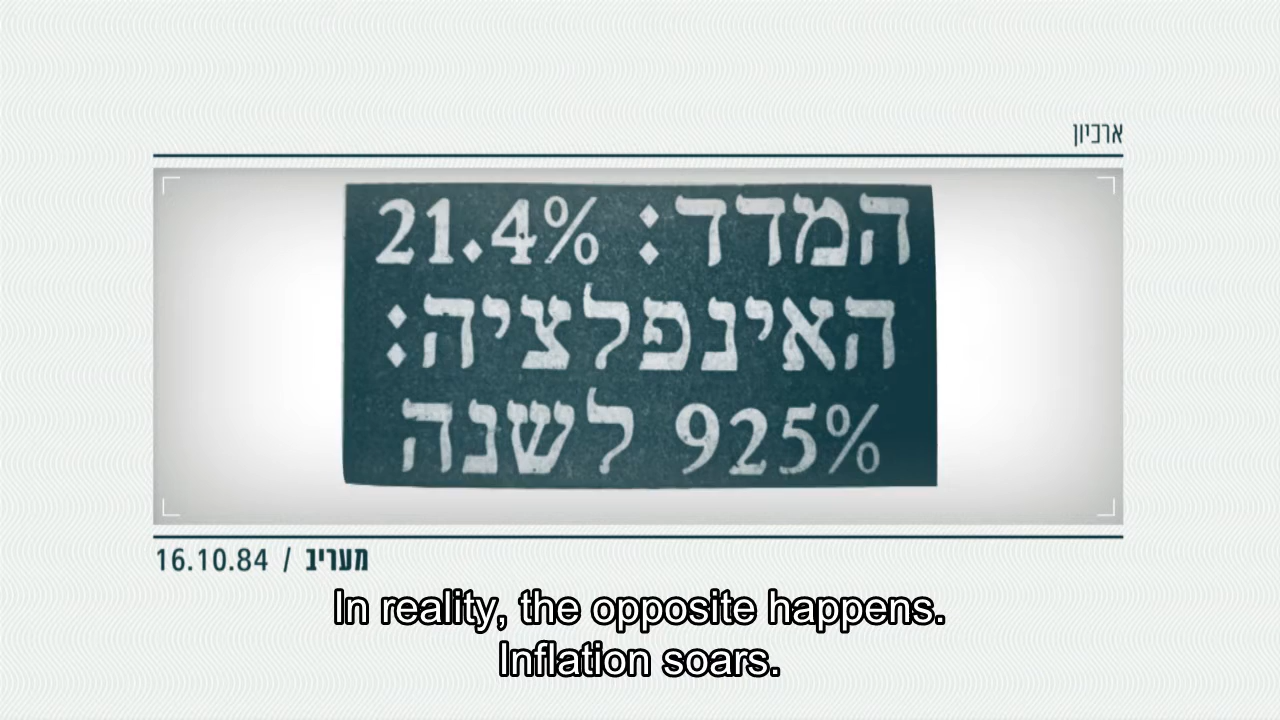 ארכיון
המדד: 21.4%
האינפלציה:
925% לשנה
מעריב / 16.10.84
In reality, the opposite happens.
Inflation soars.